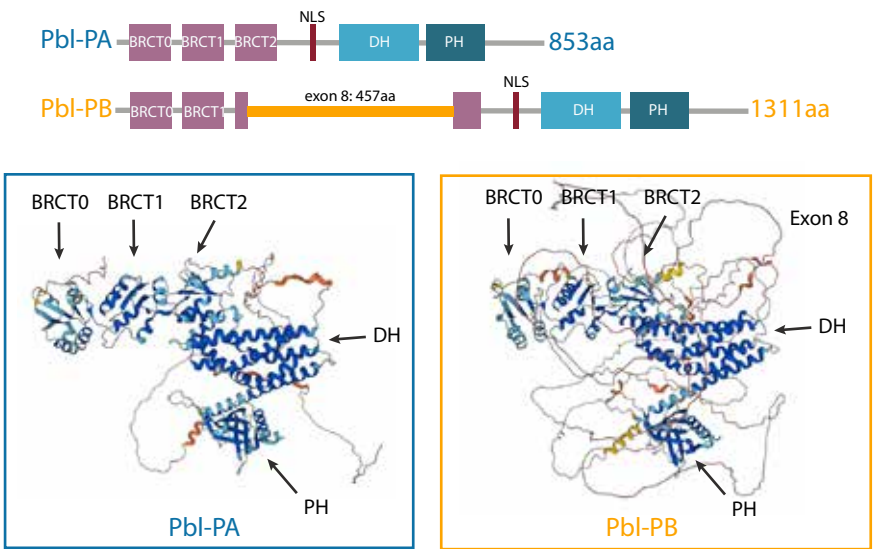 NLS
Pbl-PA BRCT0 BRCT1 BRCT2 DH PH 853aa
NLS
exon 8: 457aa
Pbl-PB BRCT0 BRCT1 DH PH 1311aa
BRCT0 BRCT1 BRCT2
DH
PH
Pbl-PA
BRCT0 BRCT1 BRCT2
Exon 8
DH
PH
Pbl-PB